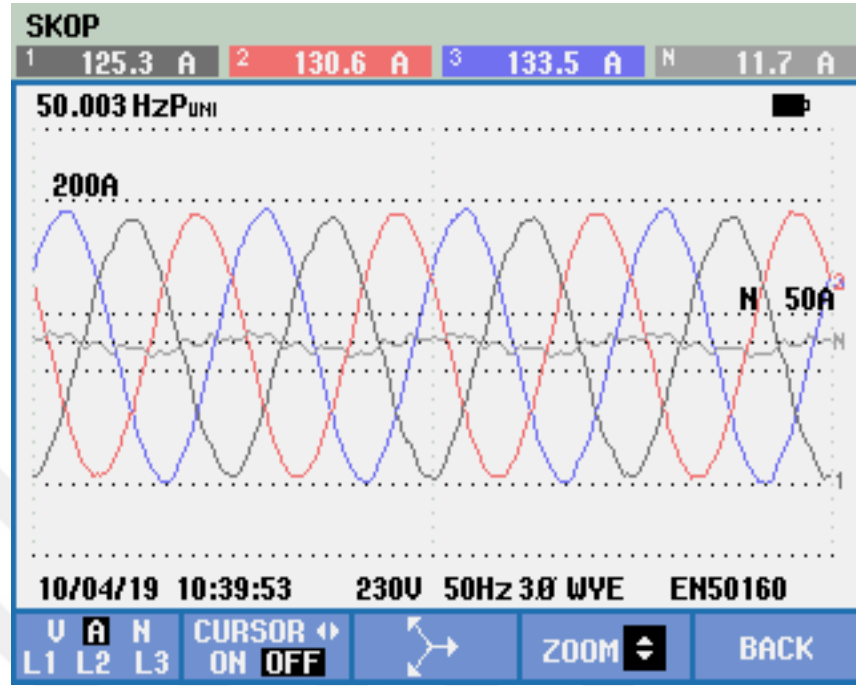 SKOP
1 125.3 A 2 130.6 A 3 133.5 A N 11.7 A
50.003 HzPUNI
200A
3
N 50A
N
1
10/04/19 10:39:53 230V 50Hz 3Ø WYE EN50160
V A N CURSOR ZOOM BACK
L1 L2 L3 ON OFF